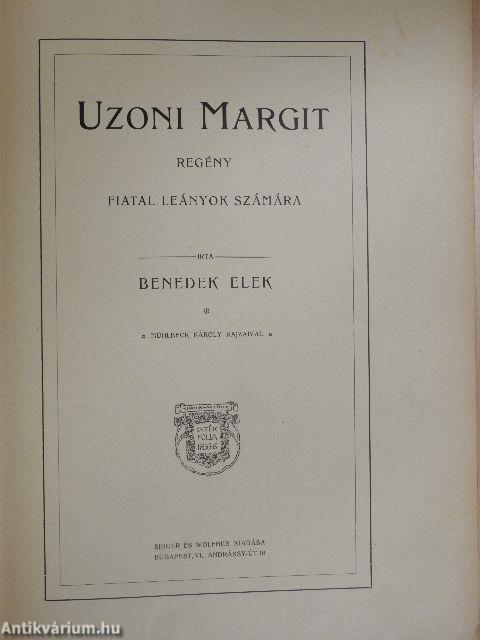 UZONI MARGIT
REGÉNY
FIATAL LEÁNYOK SZÁMÁRA
IRTA
BENEDEK ELEK
MÜHLBECK KÁROLY RAJZAIVAL
INTER
FOLIA
SINGER ÉS WOLFNER KIADÁSA
BUDAPEST, VI., ANDRÁSSY-ÚT 10
Antikvárium.hu